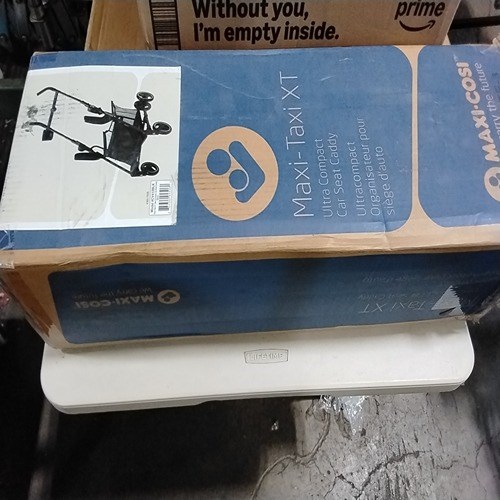 Without you,
I'm empty inside.
prime
Maxi-Taxi XT
Ultra Compact
Car Seat Caddy
Ultracompact
Organisateur pour
siège d'auto
MAXI-COSI
the future
MAXI-COSI
Taxi XT
LIFETIME